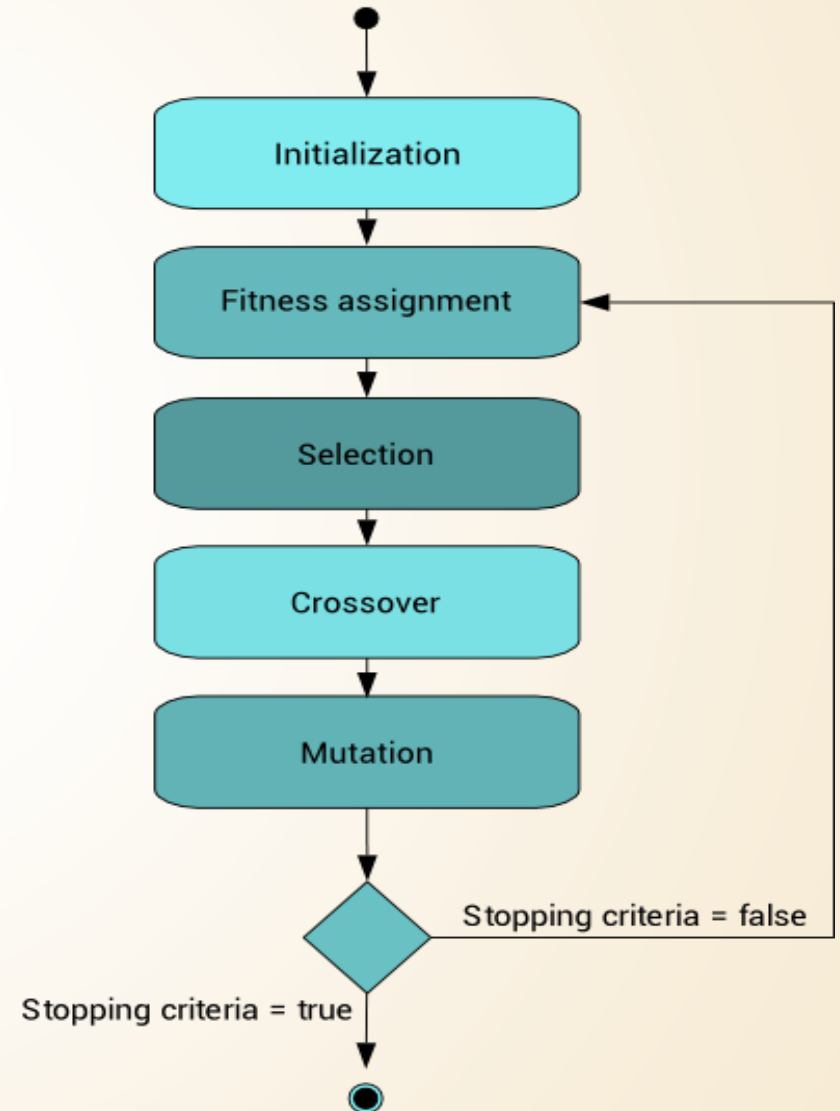 Initialization
Fitness assignment
Selection
Crossover
Mutation
Stopping criteria = false
Stopping criteria = true